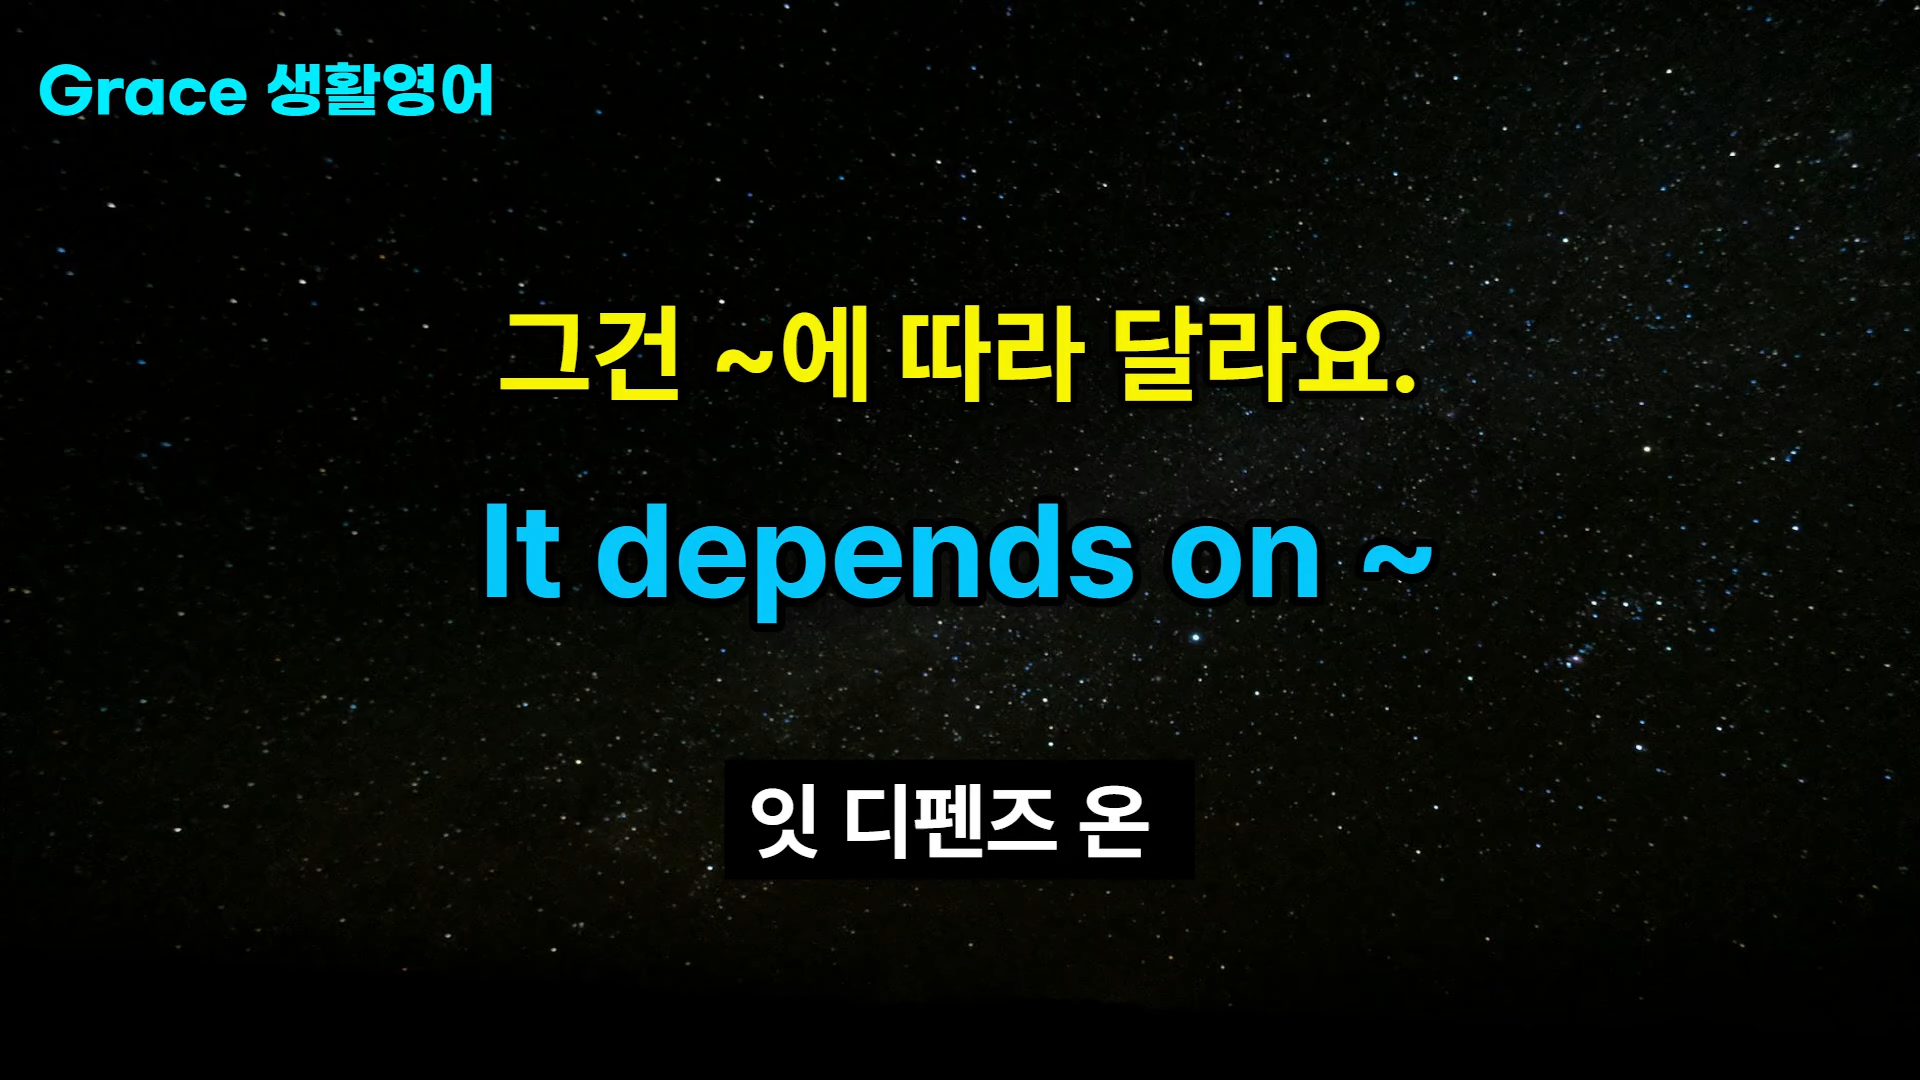 Grace 생활영어
그건 ~에 따라 달라요.
It depends on ~
잇 디펜즈 온